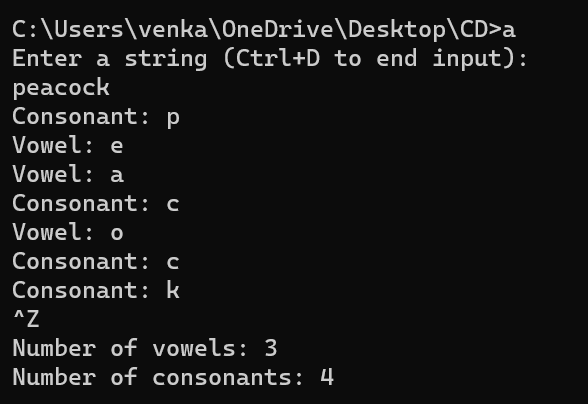 C:\Users\venka\OneDrive\Desktop\CD>a
Enter a string (Ctrl+D to end input):
peacock
Consonant: p
Vowel: e
Vowel: a
Consonant: c
Vowel: o
Consonant: c
Consonant: k
^Z
Number of vowels: 3
Number of consonants: 4